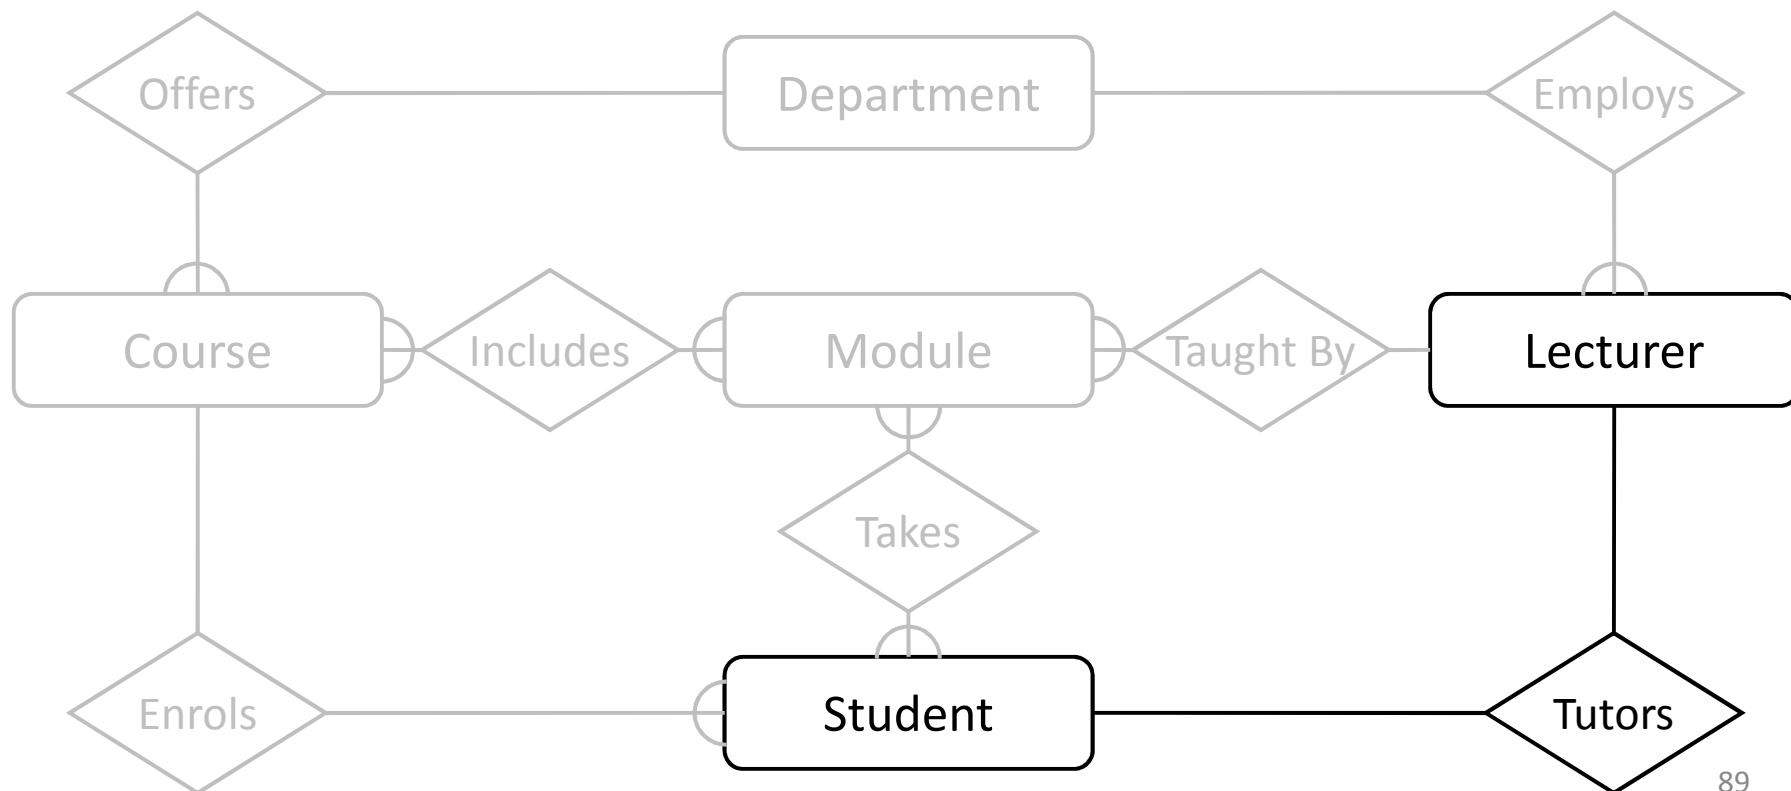 Offers
Department
Employs
Course
Includes
Module
Taught By
Lecturer
Takes
Enrols
Student
Tutors
89